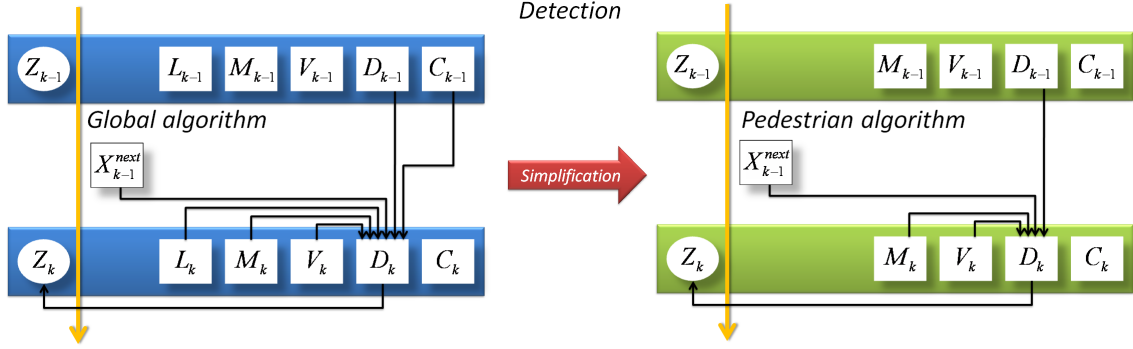 Detection
Z_{k-1} L_{k-1} M_{k-1} V_{k-1} D_{k-1} C_{k-1}
Global algorithm
X_{k-1}^{next}
Z_k L_k M_k V_k D_k C_k
Simplification
Z_{k-1} M_{k-1} V_{k-1} D_{k-1} C_{k-1}
Pedestrian algorithm
X_{k-1}^{next}
Z_k M_k V_k D_k C_k